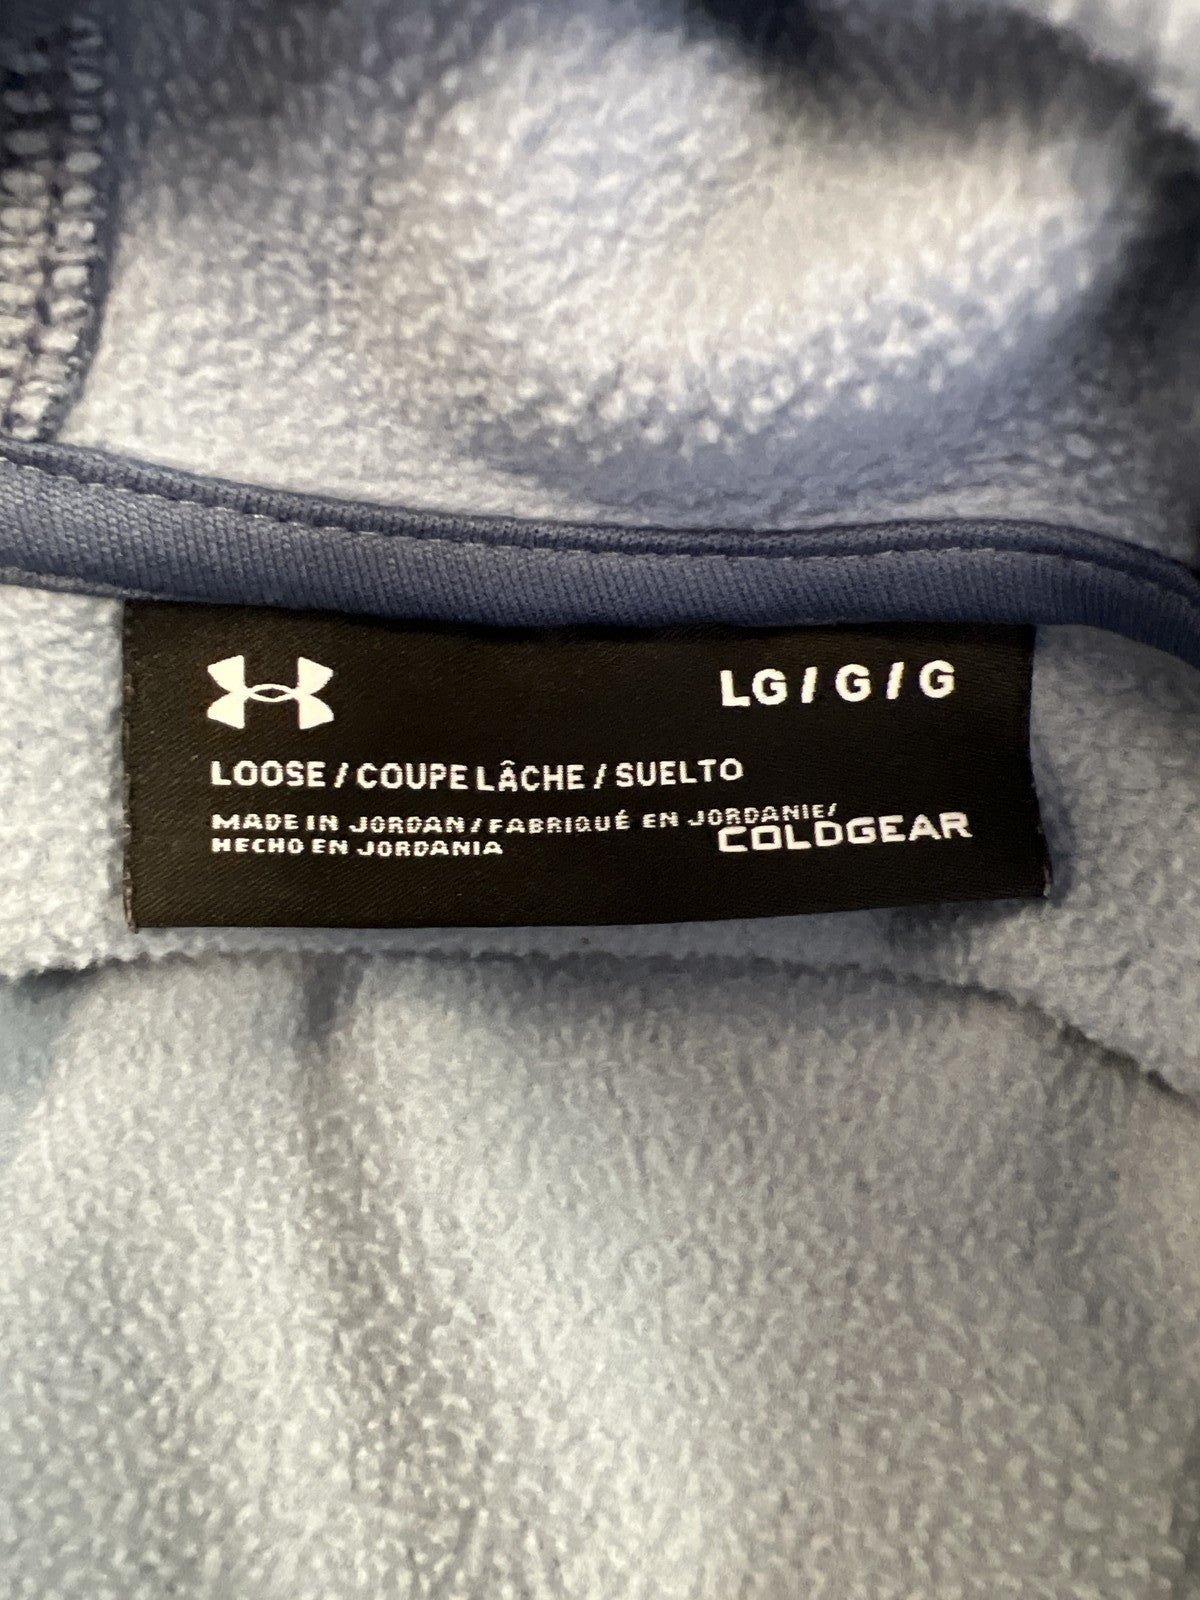 LG / G / G
LOOSE / COUPE LÂCHE / SUELTO
MADE IN JORDAN / FABRIQUÉ EN JORDANIE/
HECHO EN JORDANIA
COLDGEAR